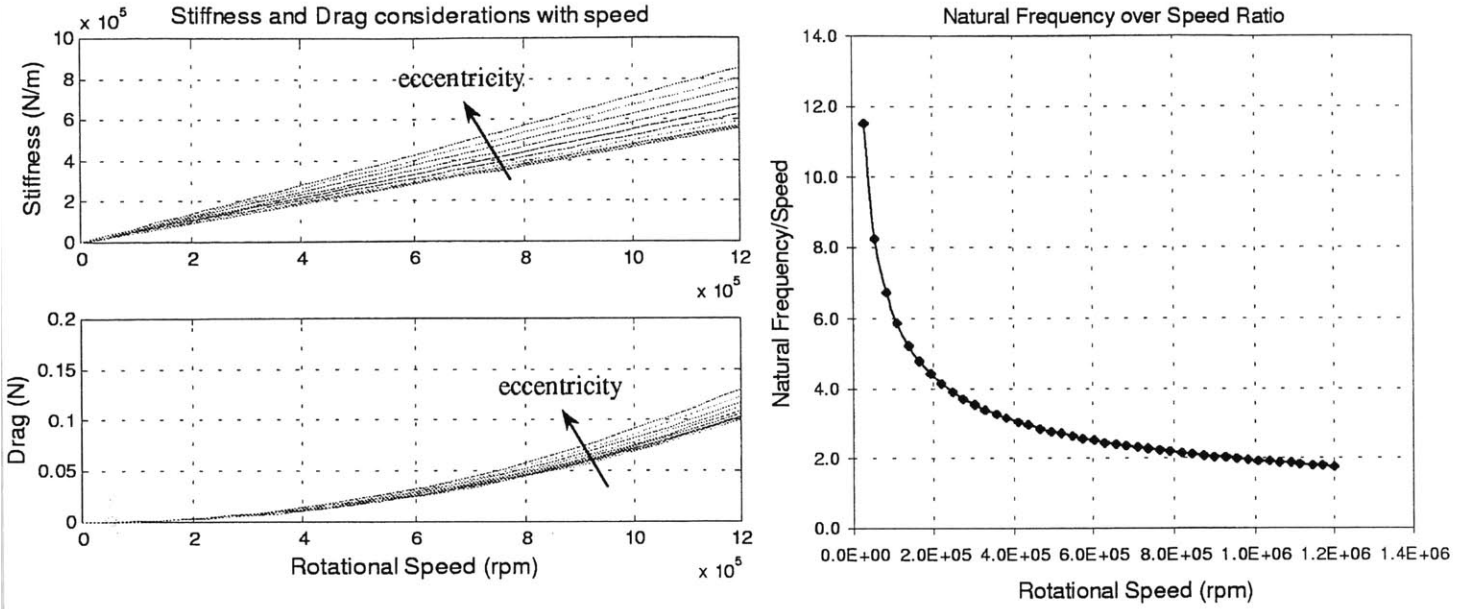 Stiffness and Drag considerations with speed
x 10^5
10
8
6
4
2
0
Stiffness (N/m)
eccentricity
0 2 4 6 8 10 12
x 10^5
0.2
0.15
0.1
0.05
0
Drag (N)
eccentricity
0 2 4 6 8 10 12
Rotational Speed (rpm)
x 10^5
Natural Frequency over Speed Ratio
14.0
12.0
10.0
8.0
6.0
4.0
2.0
0.0
Natural Frequency/Speed
0.0E+00 2.0E+05 4.0E+05 6.0E+05 8.0E+05 1.0E+06 1.2E+06 1.4E+06
Rotational Speed (rpm)